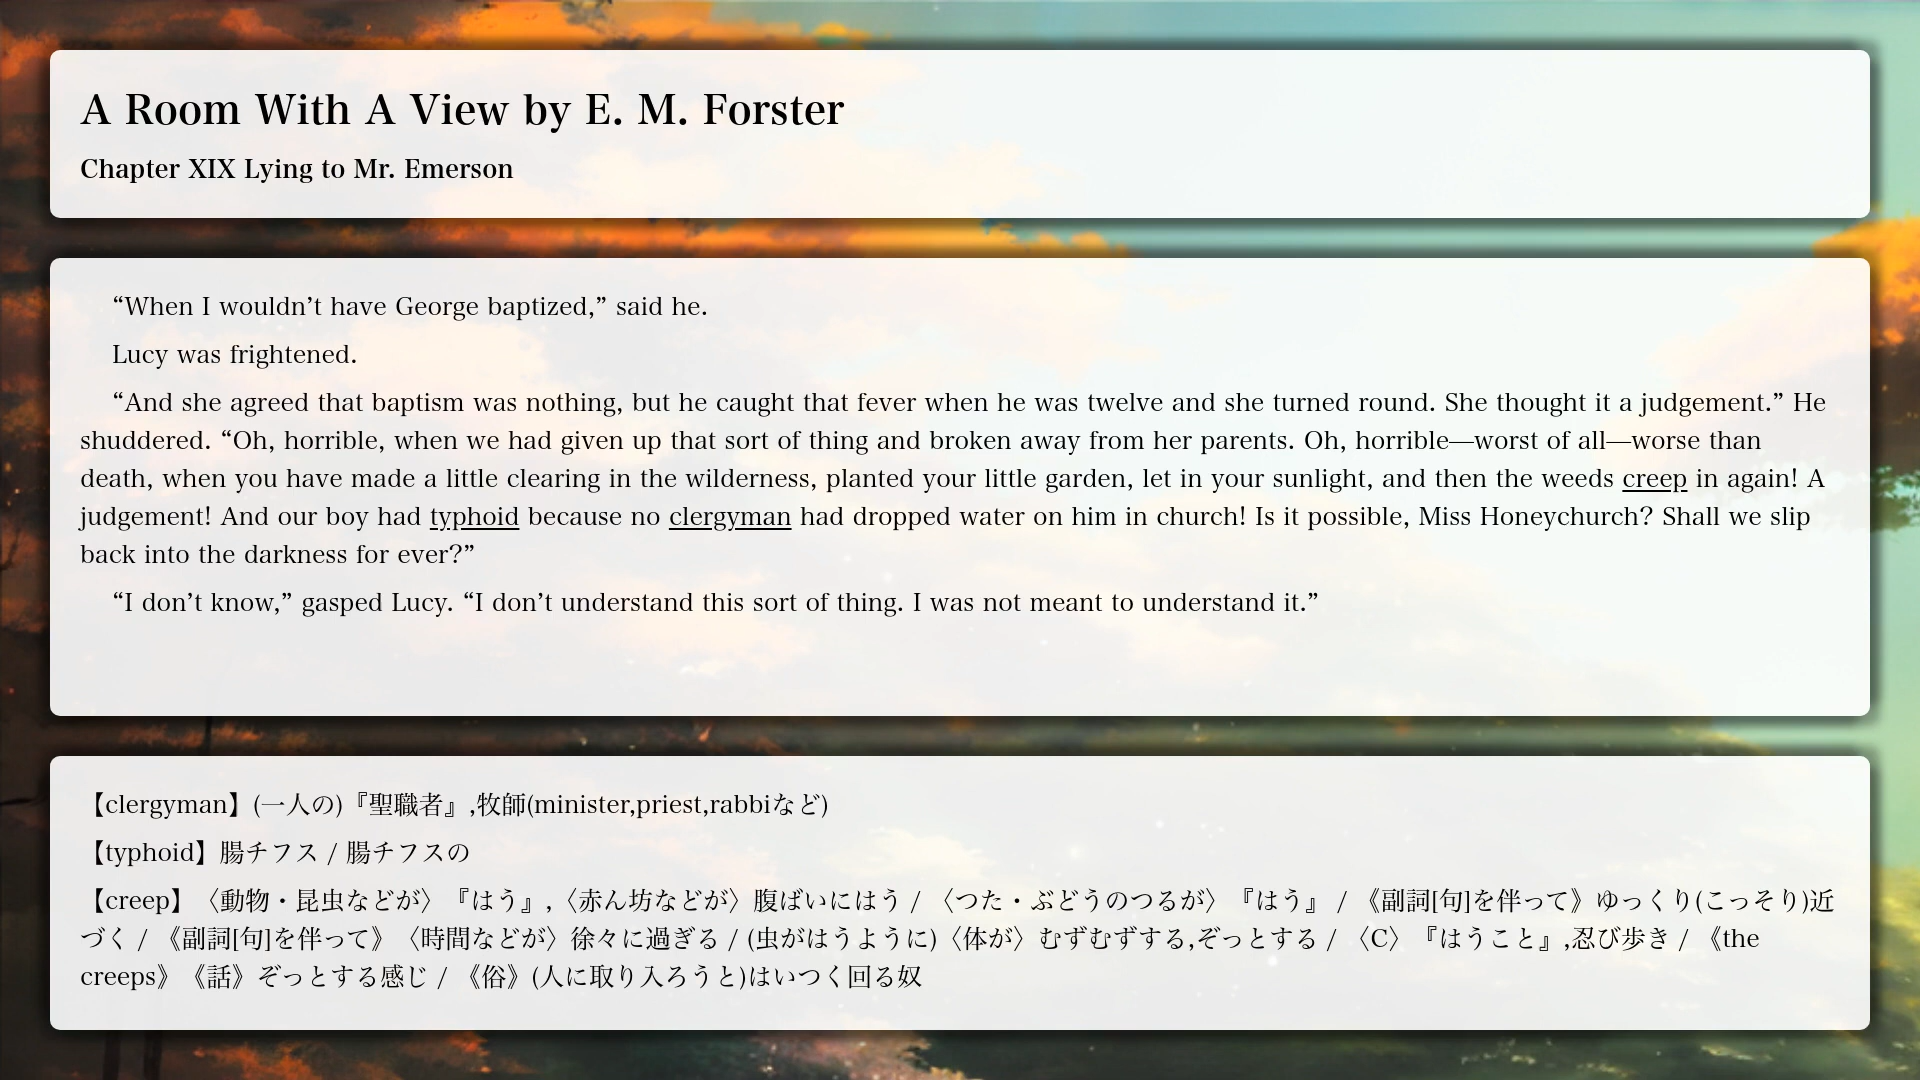 A Room With A View by E. M. Forster
Chapter XIX Lying to Mr. Emerson
“When I wouldn’t have George baptized,” said he.
Lucy was frightened.
“And she agreed that baptism was nothing, but he caught that fever when he was twelve and she turned round. She thought it a judgement.” He
shuddered. “Oh, horrible, when we had given up that sort of thing and broken away from her parents. Oh, horrible—worst of all—worse than
death, when you have made a little clearing in the wilderness, planted your little garden, let in your sunlight, and then the weeds creep in again! A
judgement! And our boy had typhoid because no clergyman had dropped water on him in church! Is it possible, Miss Honeychurch? Shall we slip
back into the darkness for ever?”
“I don’t know,” gasped Lucy. “I don’t understand this sort of thing. I was not meant to understand it.”
【clergyman】(一人の)『聖職者』,牧師(minister,priest,rabbiなど)
【typhoid】腸チフス / 腸チフスの
【creep】〈動物・昆虫などが〉『はう』,〈赤ん坊などが〉腹ばいにはう / 〈つた・ぶどうのつるが〉『はう』 / 《副詞[句]を伴って》ゆっくり(こっそり)近
づく / 《副詞[句]を伴って》〈時間などが〉徐々に過ぎる / (虫がはうように)〈体が〉むずむずする,ぞっとする / 〈C〉『はうこと』,忍び歩き / 《the
creeps》《話》ぞっとする感じ / 《俗》(人に取り入ろうと)はいつく回る奴